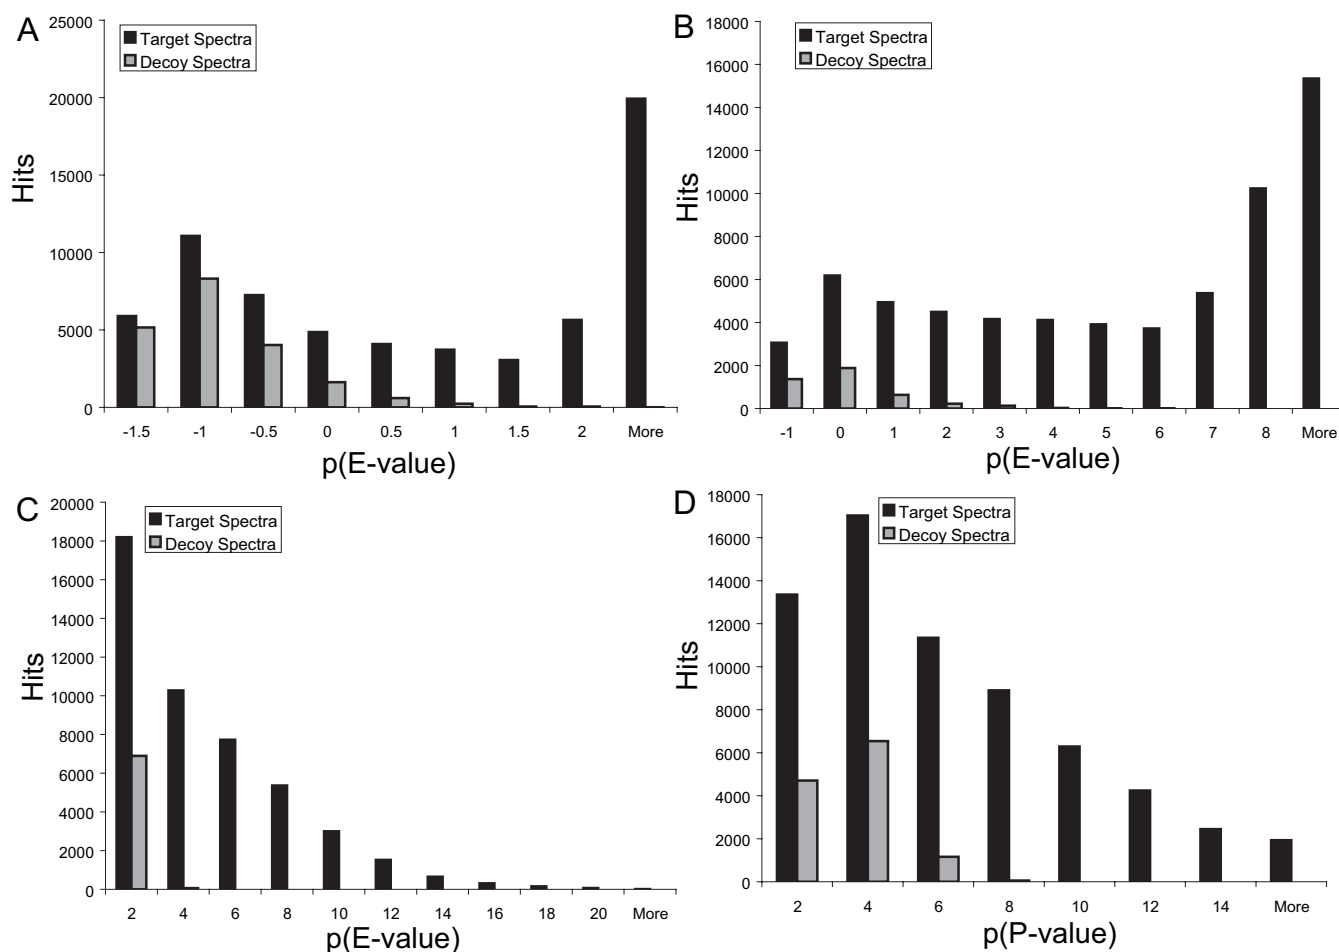 A
25000
20000
15000
10000
5000
0
Hits
Target Spectra
Decoy Spectra
-1.5 -1 -0.5 0 0.5 1 1.5 2 More
p(E-value)
B
18000
16000
14000
12000
10000
8000
6000
4000
2000
0
Hits
Target Spectra
Decoy Spectra
-1 0 1 2 3 4 5 6 7 8 More
p(E-value)
C
20000
18000
16000
14000
12000
10000
8000
6000
4000
2000
0
Hits
Target Spectra
Decoy Spectra
2 4 6 8 10 12 14 16 18 20 More
p(E-value)
D
18000
16000
14000
12000
10000
8000
6000
4000
2000
0
Hits
Target Spectra
Decoy Spectra
2 4 6 8 10 12 14 More
p(P-value)